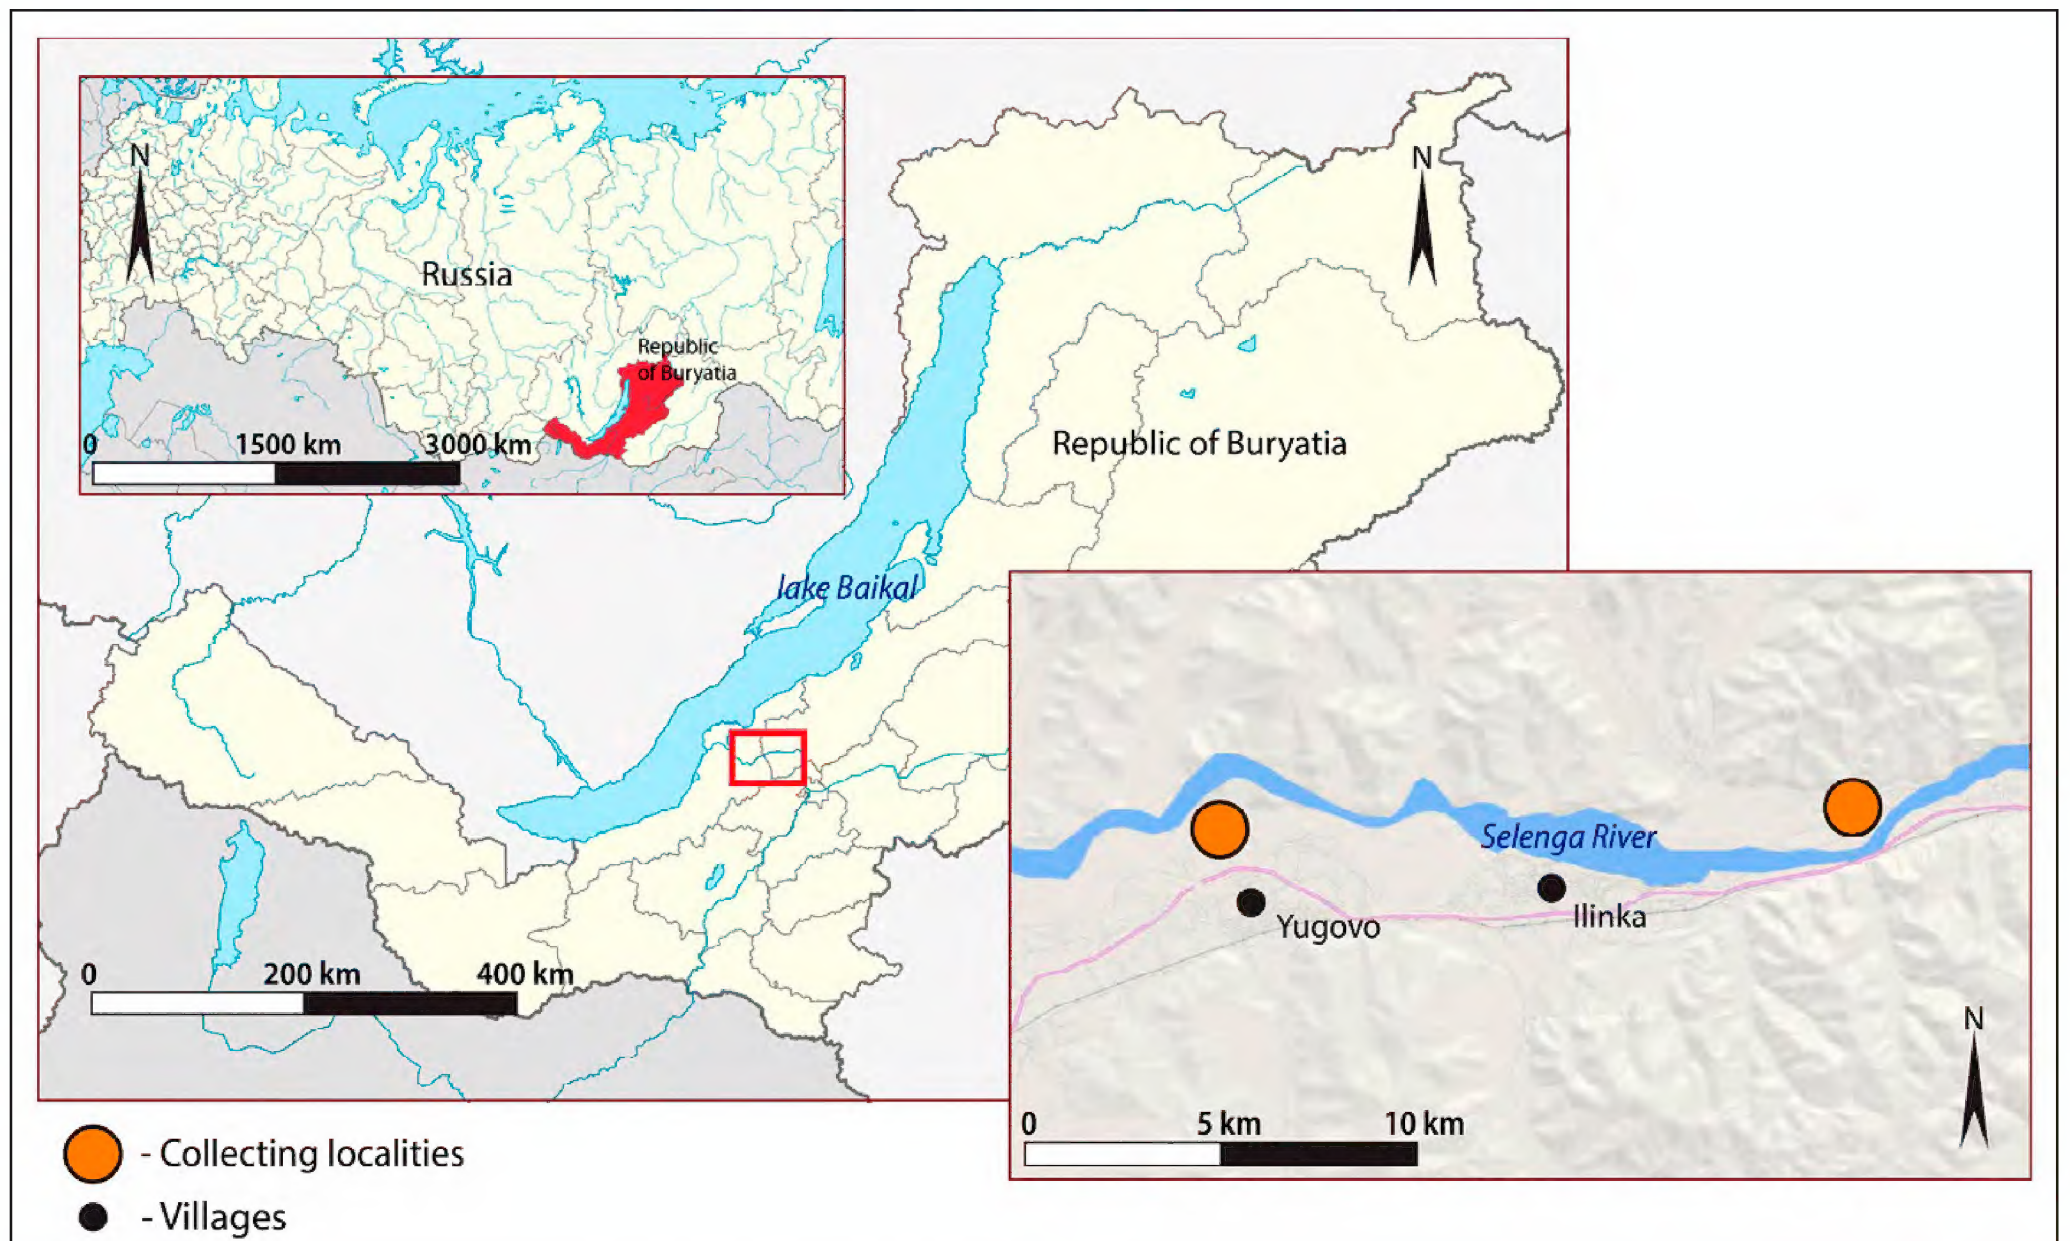 N
Russia
Republic
of Buryatia
0 1500 km 3000 km
N
Republic of Buryatia
lake Baikal
0 200 km 400 km
Selenga River
Yugovo
Ilinka
N
0 5 km 10 km
- Collecting localities
- Villages